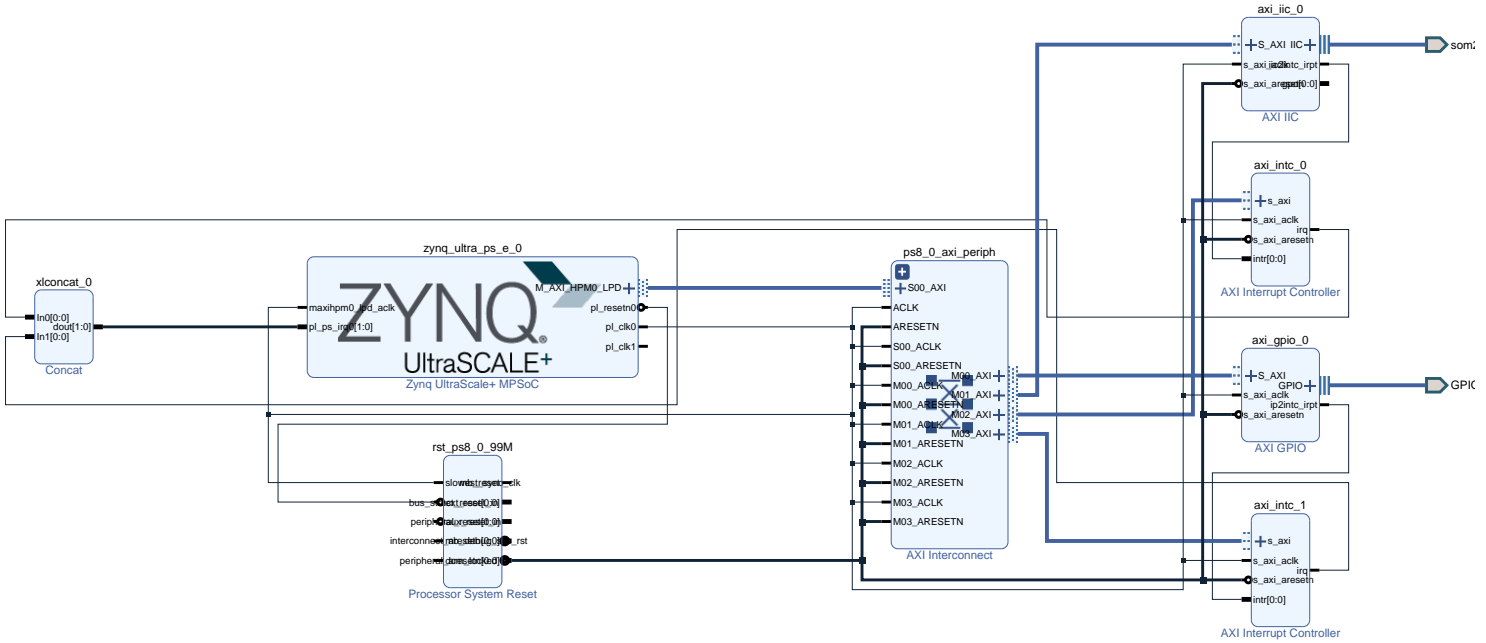 axi_iic_0
S_AXI IIC
s_axi_aclk iic2intc_irpt
s_axi_aresetn gpo[0:0]
AXI IIC
axi_intc_0
s_axi
s_axi_aclk
irq
s_axi_aresetn
intr[0:0]
AXI Interrupt Controller
zynq_ultra_ps_e_0
M_AXI_HPM0_LPD
maxihpm0_lpd_aclk
pl_resetn0
pl_ps_irq0[1:0]
pl_clk0
pl_clk1
ZYNQ
UltraSCALE+
Zynq UltraScale+ MPSoC
xlconcat_0
In0[0:0]
dout[1:0]
In1[0:0]
Concat
ps8_0_axi_periph
S00_AXI
ACLK
ARESETN
S00_ACLK
S00_ARESETN
M00_AXI
M00_ACLK
M01_AXI
M00_ARESETN
M02_AXI
M01_ACLK
M03_AXI
M01_ARESETN
M02_ACLK
M02_ARESETN
M03_ACLK
M03_ARESETN
AXI Interconnect
axi_gpio_0
S_AXI
GPIO
s_axi_aclk
ip2intc_irpt
s_axi_aresetn
AXI GPIO
GPIO
rst_ps8_0_99M
Processor System Reset
axi_intc_1
s_axi
s_axi_aclk
irq
s_axi_aresetn
intr[0:0]
AXI Interrupt Controller